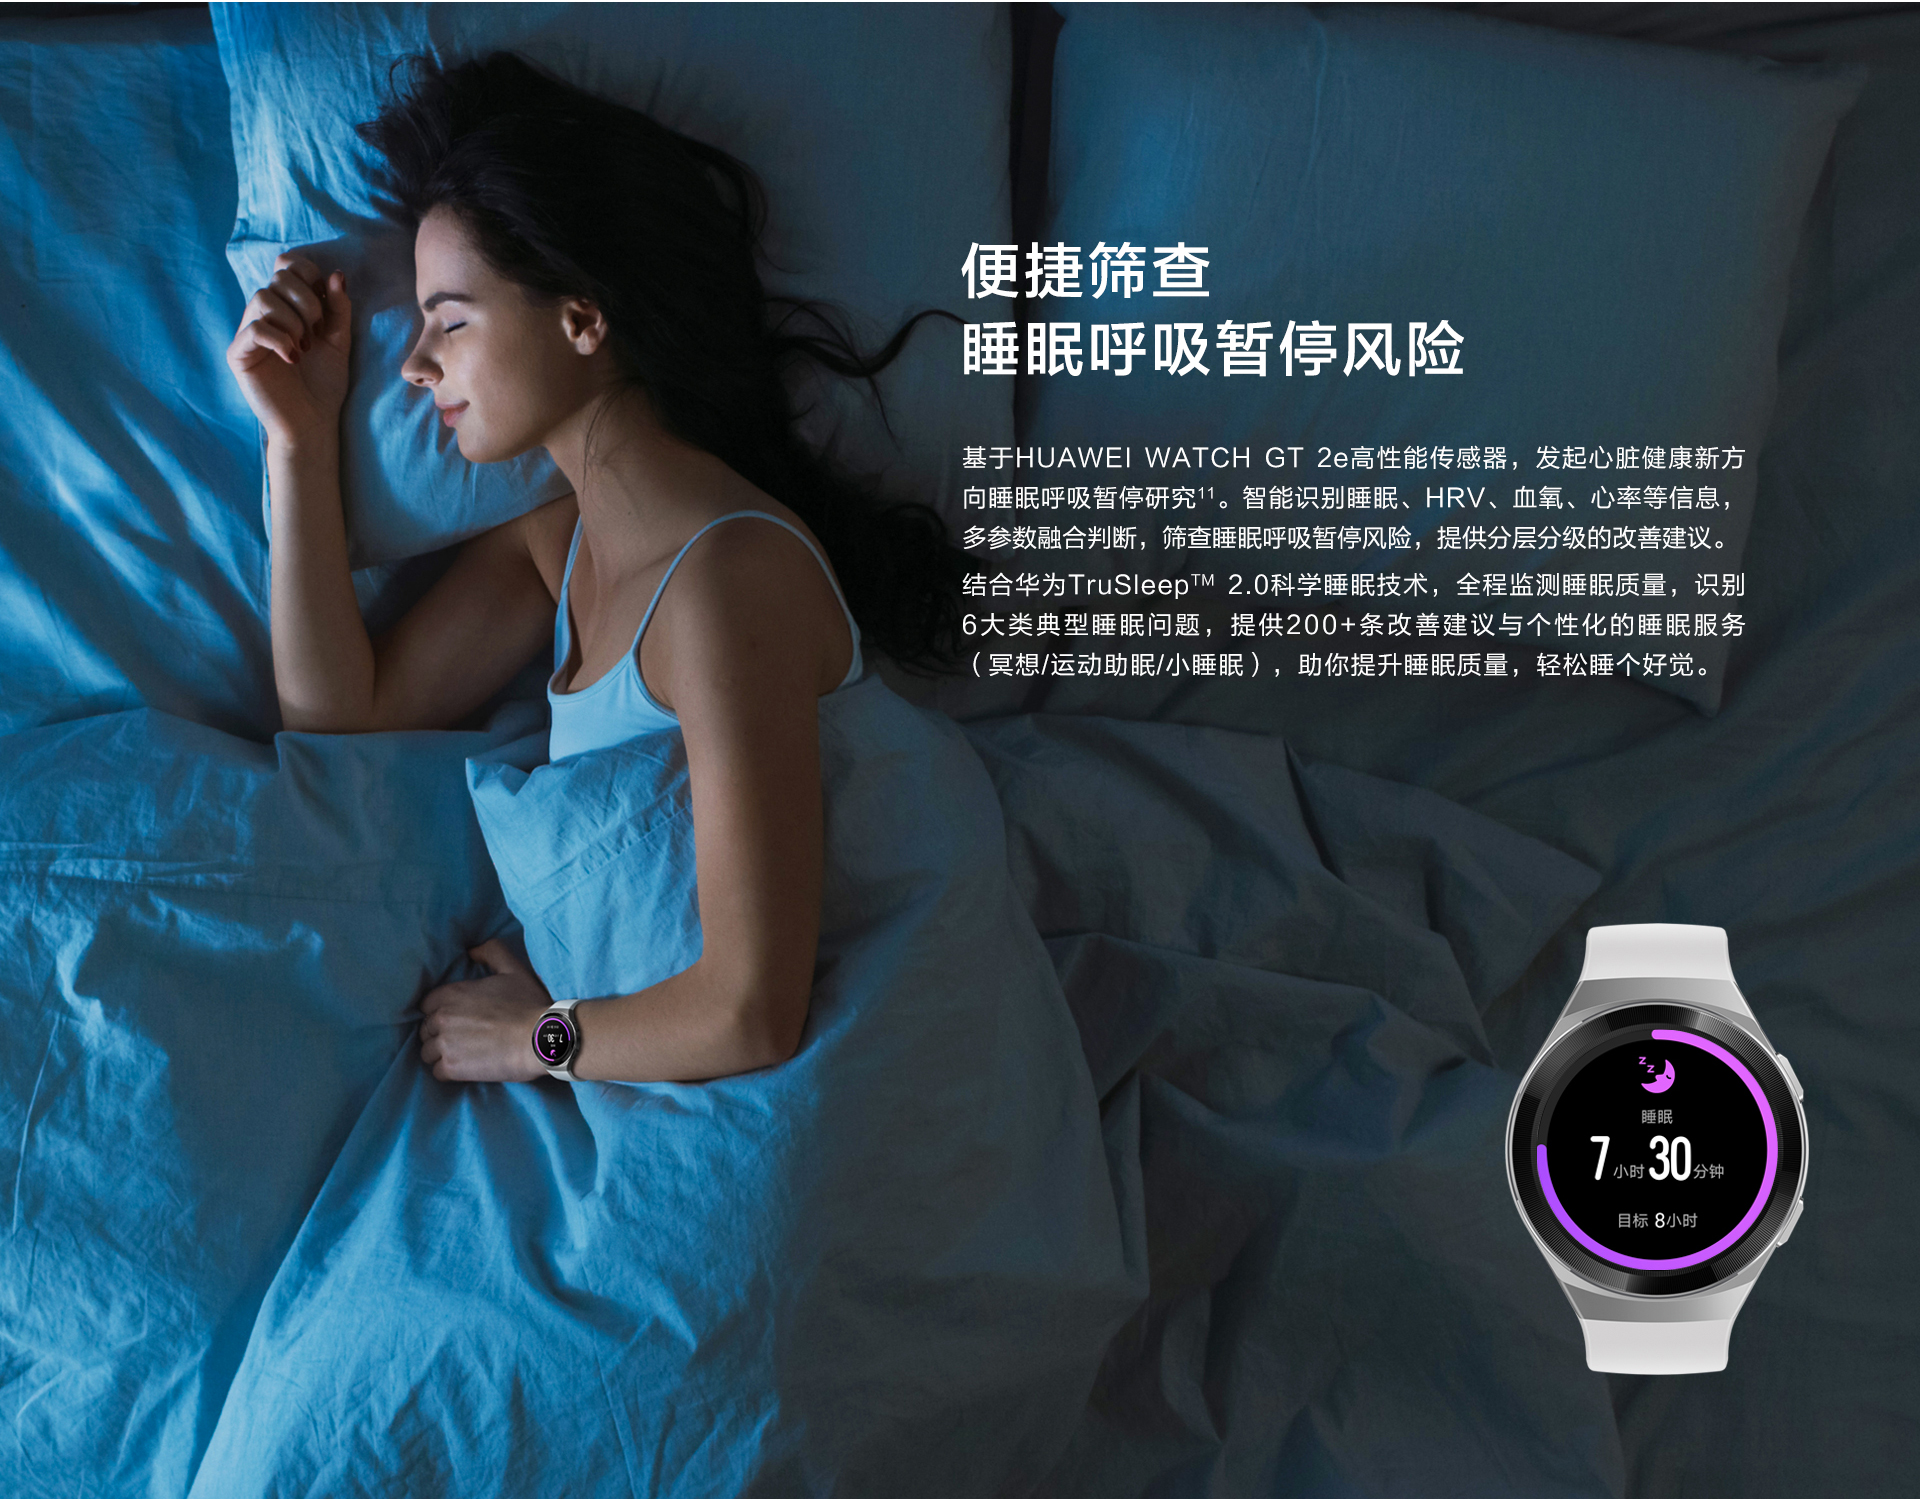 便捷筛查
睡眠呼吸暂停风险
基于HUAWEI WATCH GT 2e高性能传感器，发起心脏健康新方
向睡眠呼吸暂停研究¹¹。智能识别睡眠、HRV、血氧、心率等信息，
多参数融合判断，筛查睡眠呼吸暂停风险，提供分层分级的改善建议。
结合华为TruSleep™ 2.0科学睡眠技术，全程监测睡眠质量，识别
6大类典型睡眠问题，提供200+条改善建议与个性化的睡眠服务
（冥想/运动助眠/小睡眠），助你提升睡眠质量，轻松睡个好觉。
z z
睡眠
7小时30分钟
目标 8小时
7 30